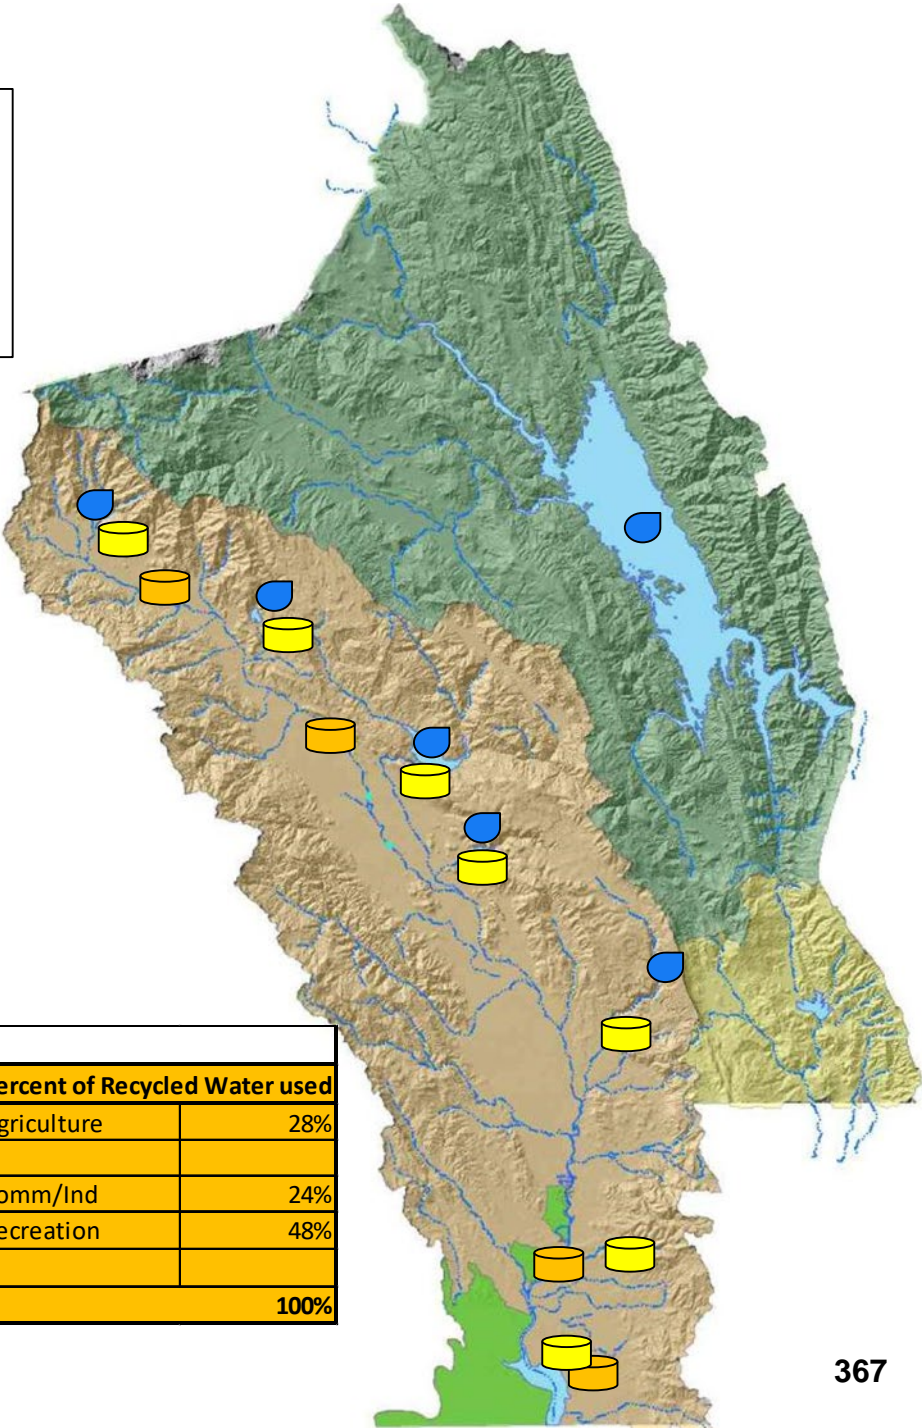 ercent of Recycled Water used
griculture 28%
omm/Ind 24%
ecreation 48%
100%
367